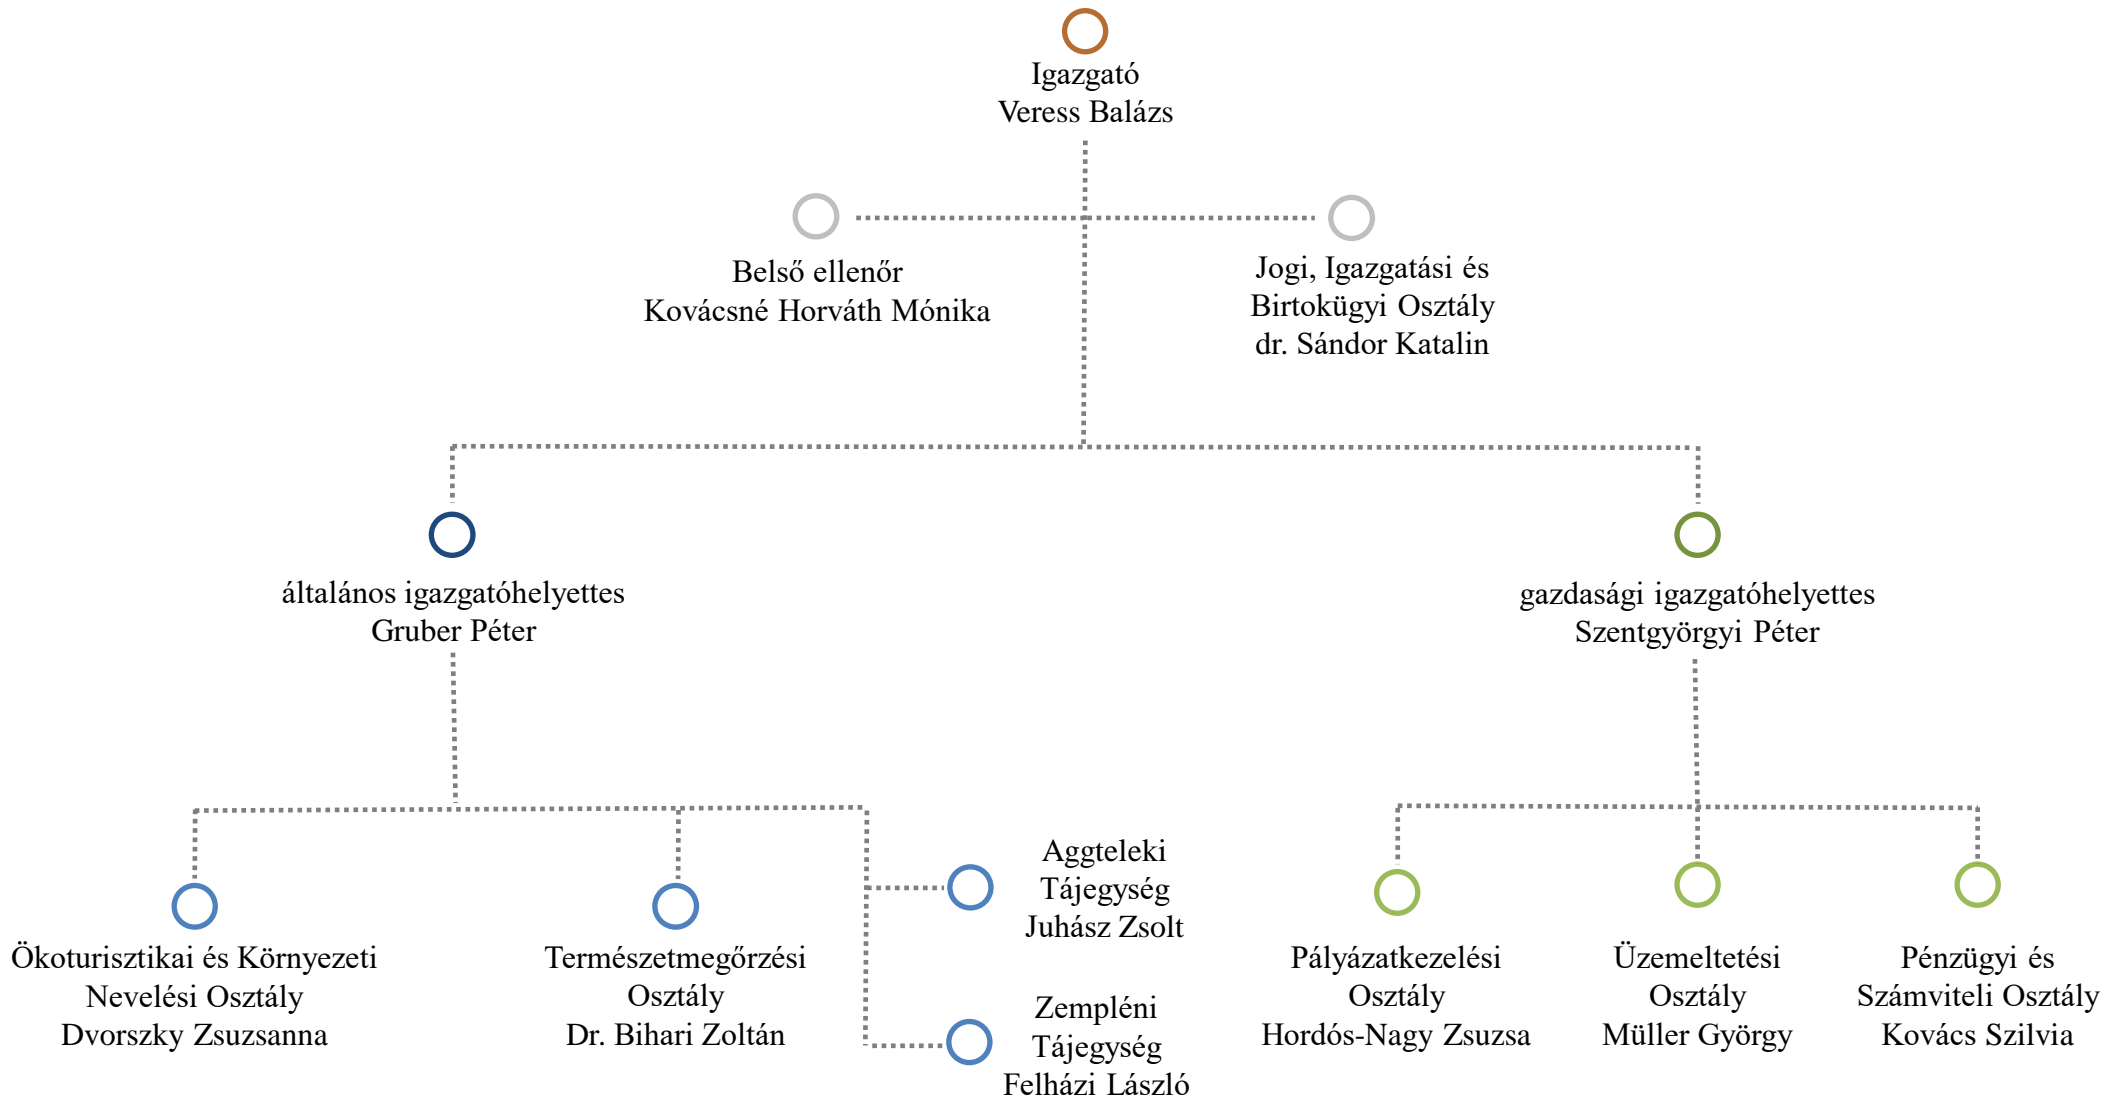 Igazgató
Veress Balázs
Belső ellenőr
Kovácsné Horváth Mónika
Jogi, Igazgatási és
Birtokügyi Osztály
dr. Sándor Katalin
általános igazgatóhelyettes
Gruber Péter
gazdasági igazgatóhelyettes
Szentgyörgyi Péter
Ökoturisztikai és Környezeti
Nevelési Osztály
Dvorszky Zsuzsanna
Természetmegőrzési
Osztály
Dr. Bihari Zoltán
Aggteleki
Tájegység
Juhász Zsolt
Zempléni
Tájegység
Felházi László
Pályázatkezelési
Osztály
Hordós-Nagy Zsuzsa
Üzemeltetési
Osztály
Müller György
Pénzügyi és
Számviteli Osztály
Kovács Szilvia